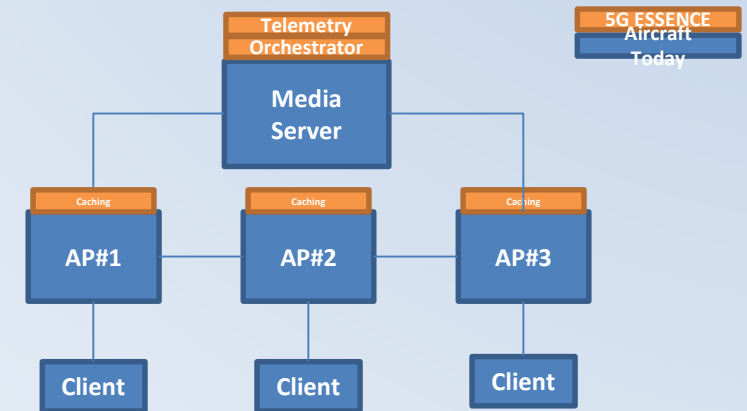 Telemetry
Orchestrator
Media
Server
5G ESSENCE
Aircraft
Today
Caching
Caching
Caching
AP#1
AP#2
AP#3
Client
Client
Client